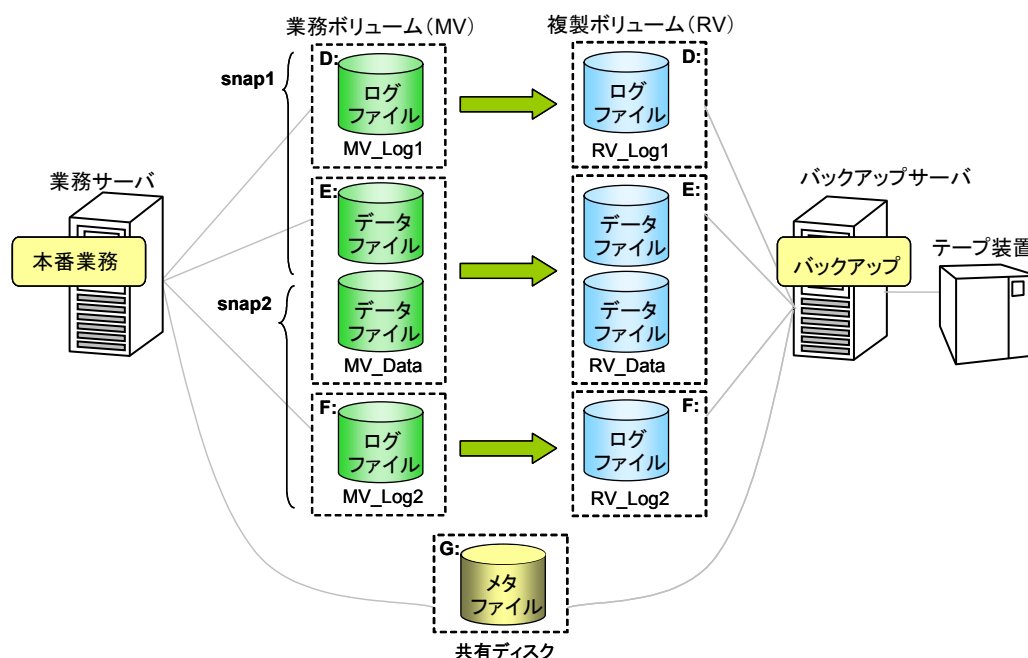 業務ボリューム(MV)
複製ボリューム(RV)
snap1
D:
ログ
ファイル
MV_Log1
D:
ログ
ファイル
RV_Log1
業務サーバ
本番業務
E:
データ
ファイル
データ
ファイル
MV_Data
E:
データ
ファイル
データ
ファイル
RV_Data
バックアップサーバ
バックアップ
テープ装置
snap2
F:
ログ
ファイル
MV_Log2
F:
ログ
ファイル
RV_Log2
G:
メタ
ファイル
共有ディスク